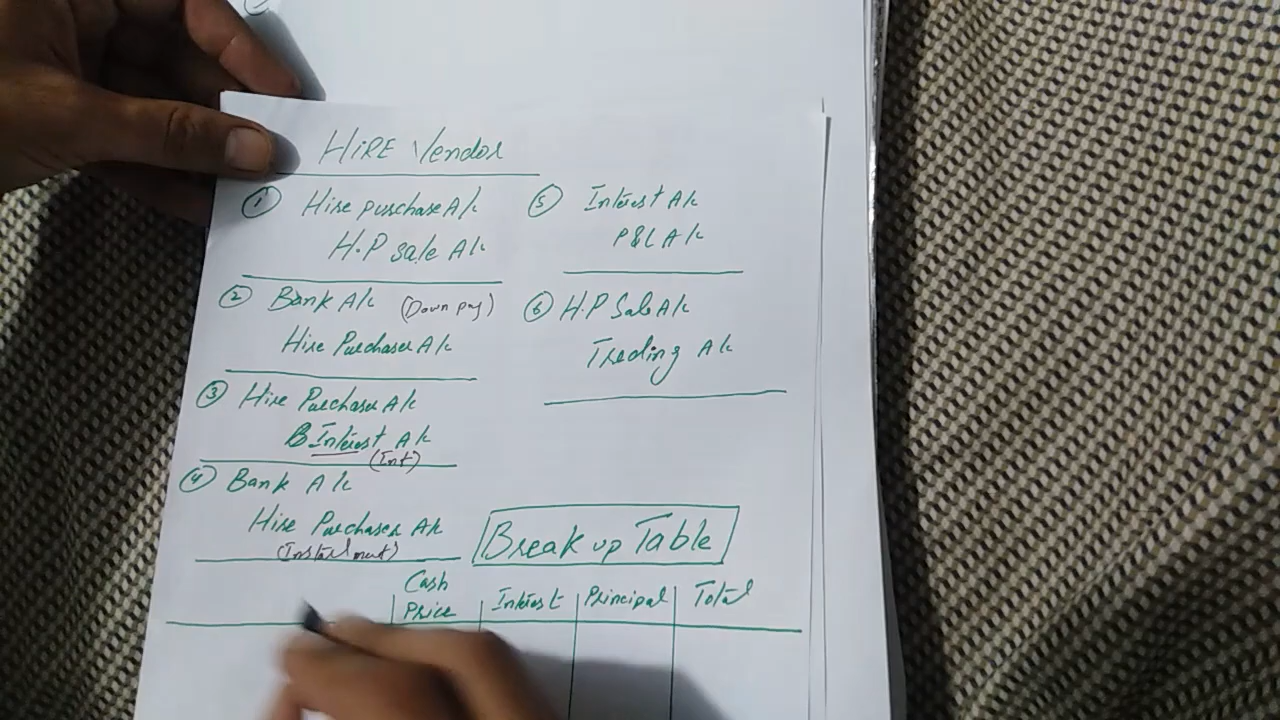 HIRE Vendor
① Hire purchase A/c
H.P sale A/c
② Bank A/c (Down pay)
Hire Purchaser A/c
③ Hire Purchaser A/c
Interest A/c
(Int)
④ Bank A/c
Hire Purchaser A/c
(Installment)
⑤ Interest A/c
P&L A/c
⑥ H.P Sale A/c
Trading A/c
Break up Table
Cash Price Interest Principal Total